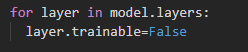 for layer in model.layers:
  layer.trainable=False